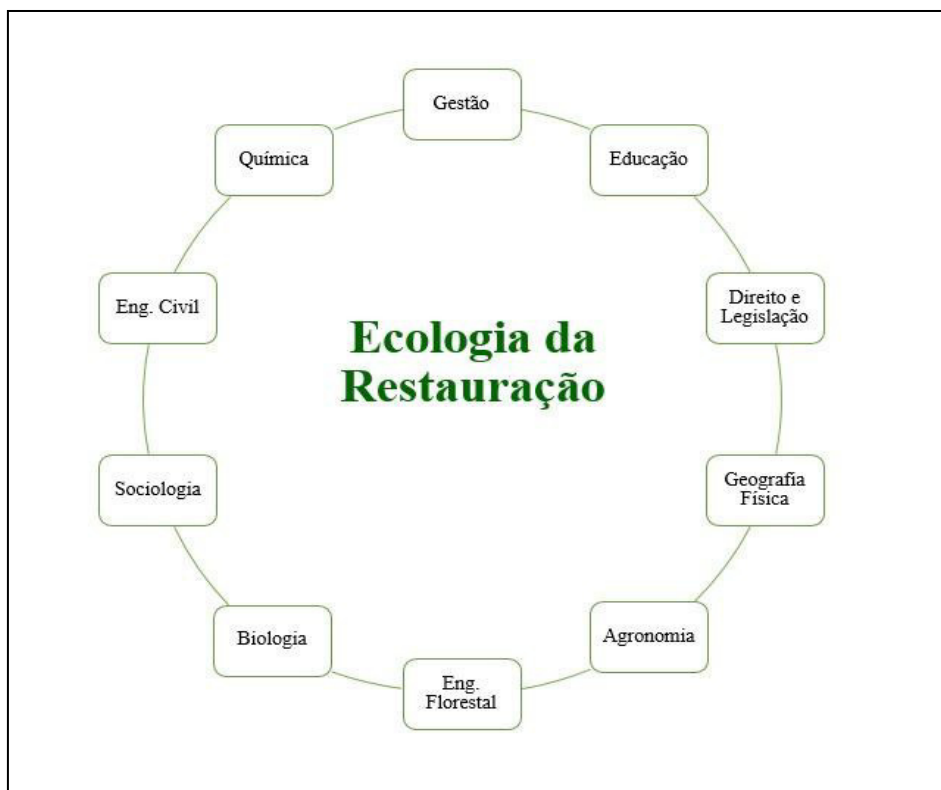 Gestão
Química
Educação
Eng. Civil
Direito e
Legislação
Ecologia da
Restauração
Sociologia
Geografia
Física
Biologia
Agronomia
Eng.
Florestal